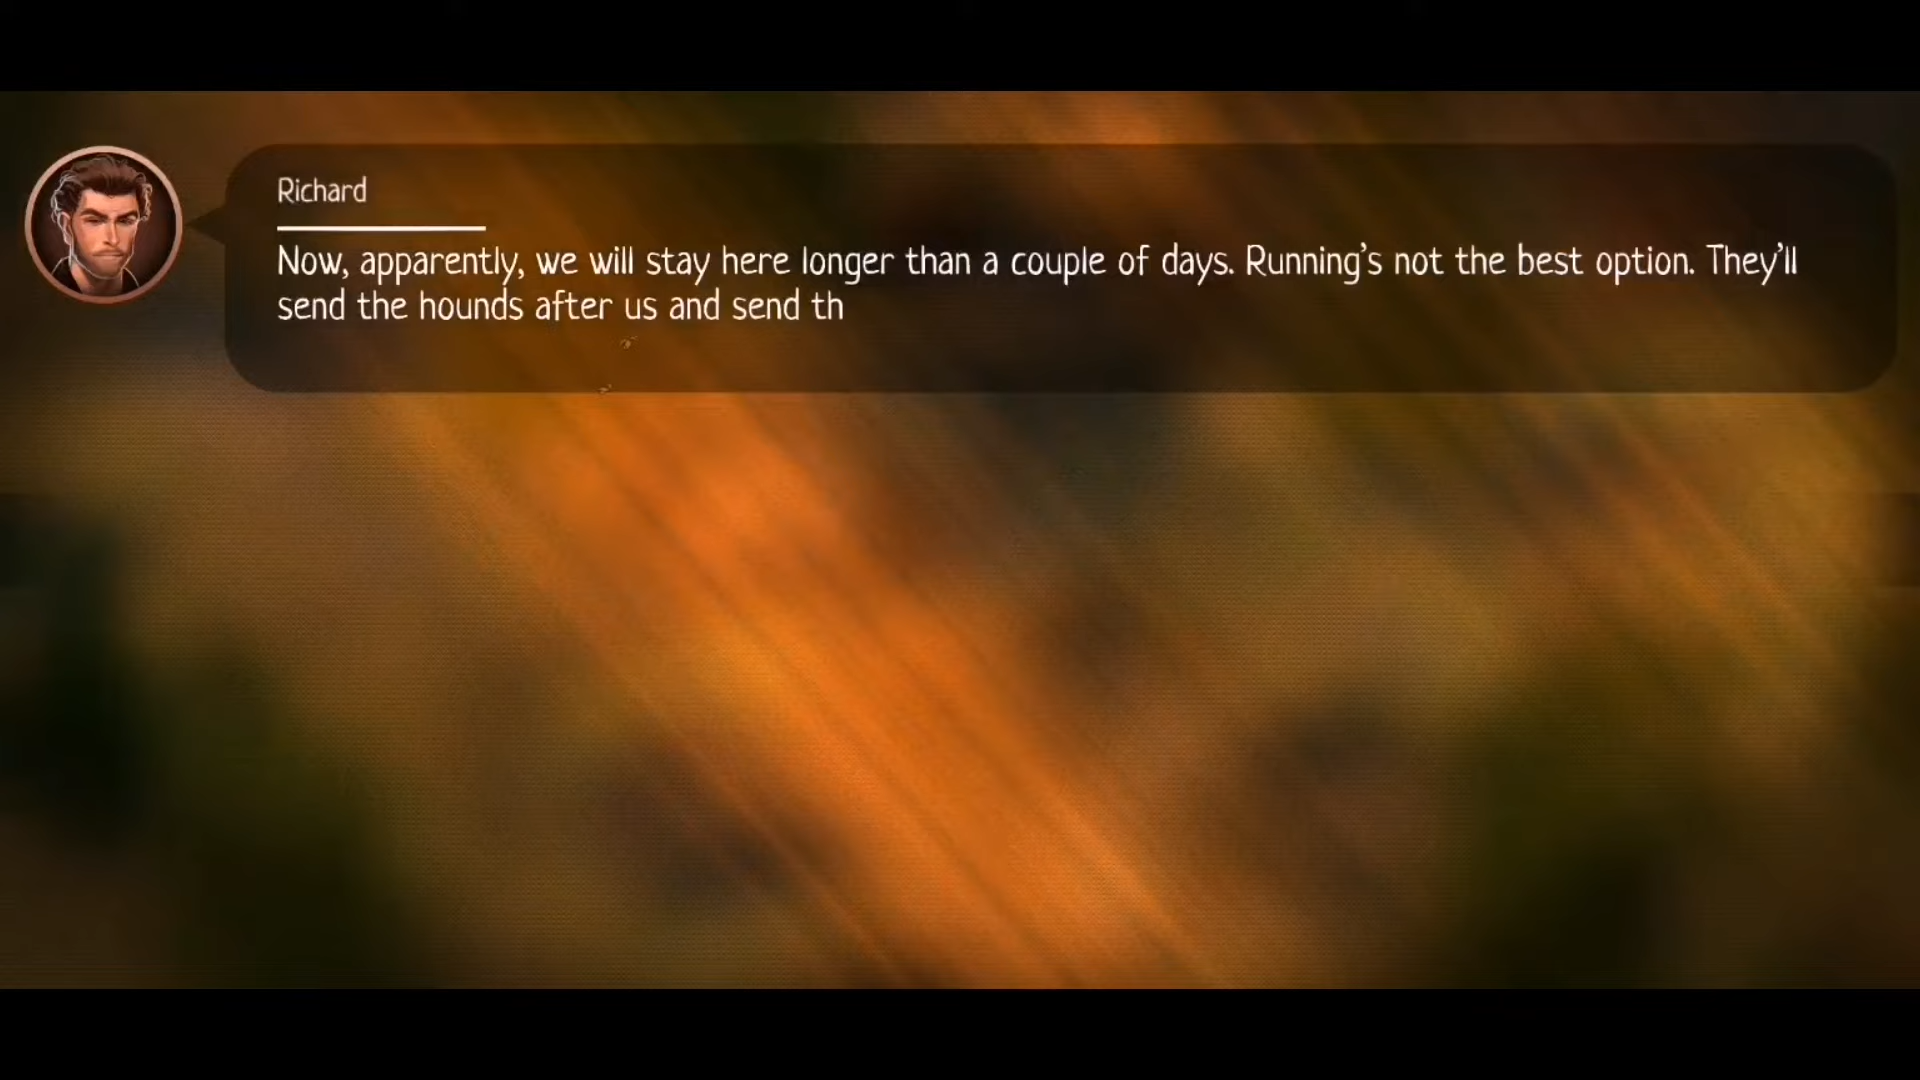 Richard
Now, apparently, we will stay here longer than a couple of days. Running's not the best option. They'll
send the hounds after us and send th